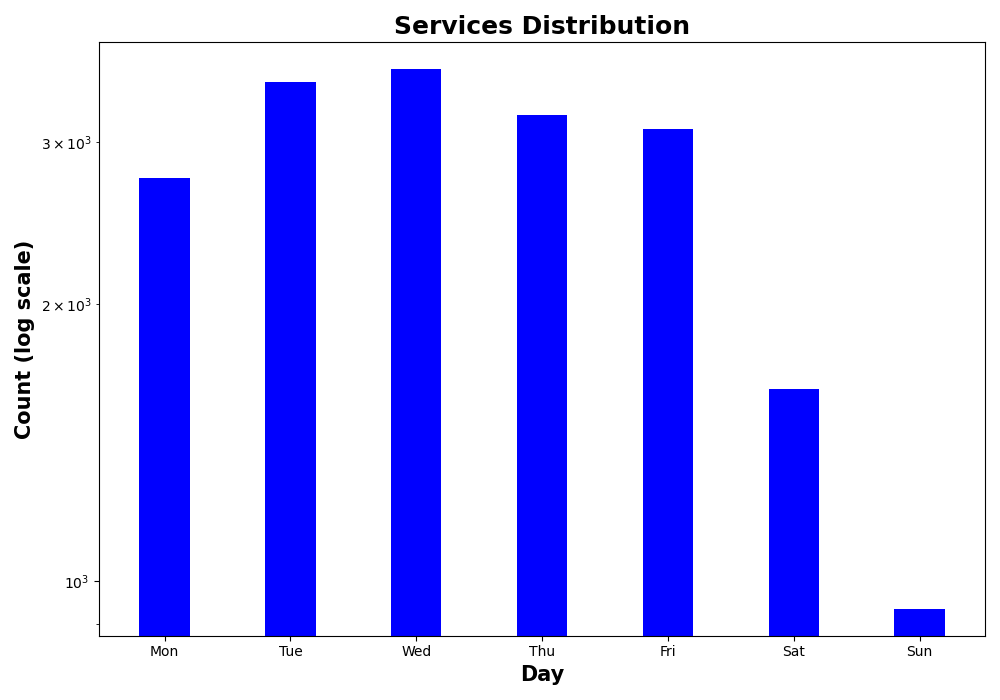 Services Distribution
Count (log scale)
3 × 10³
2 × 10³
10³
Mon Tue Wed Thu Fri Sat Sun
Day